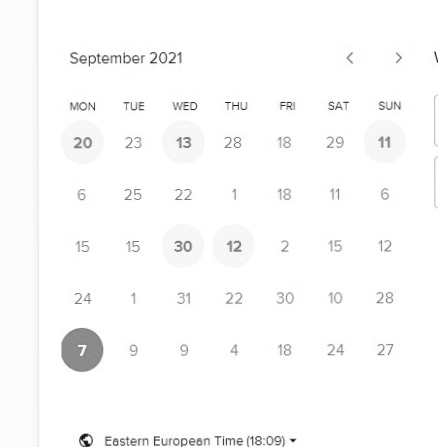 September 2021
MON TUE WED THU FRI SAT SUN
20 23 13 28 18 29 11
6 25 22 1 18 11 6
15 15 30 12 2 15 12
24 1 31 22 30 10 28
7 9 9 4 18 24 27
Eastern European Time (18:09)